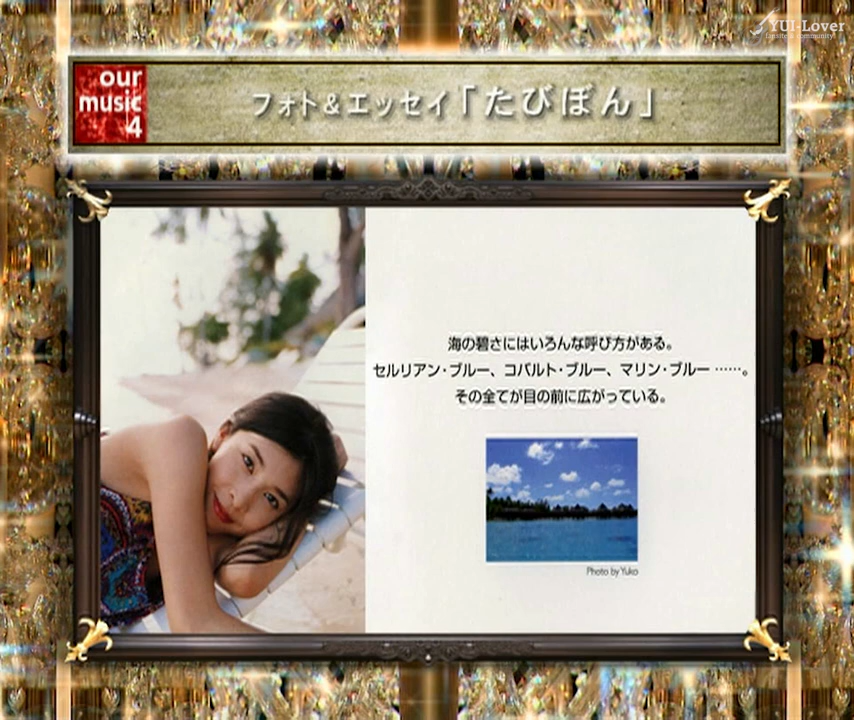 YUI-Lover
fansite & community!
our
music
4
フォト&エッセイ「たびぼん」
海の碧さにはいろんな呼び方がある。
セルリアン・ブルー、コバルト・ブルー、マリン・ブルー ……。
その全てが目の前に広がっている。
Photo by Yuko